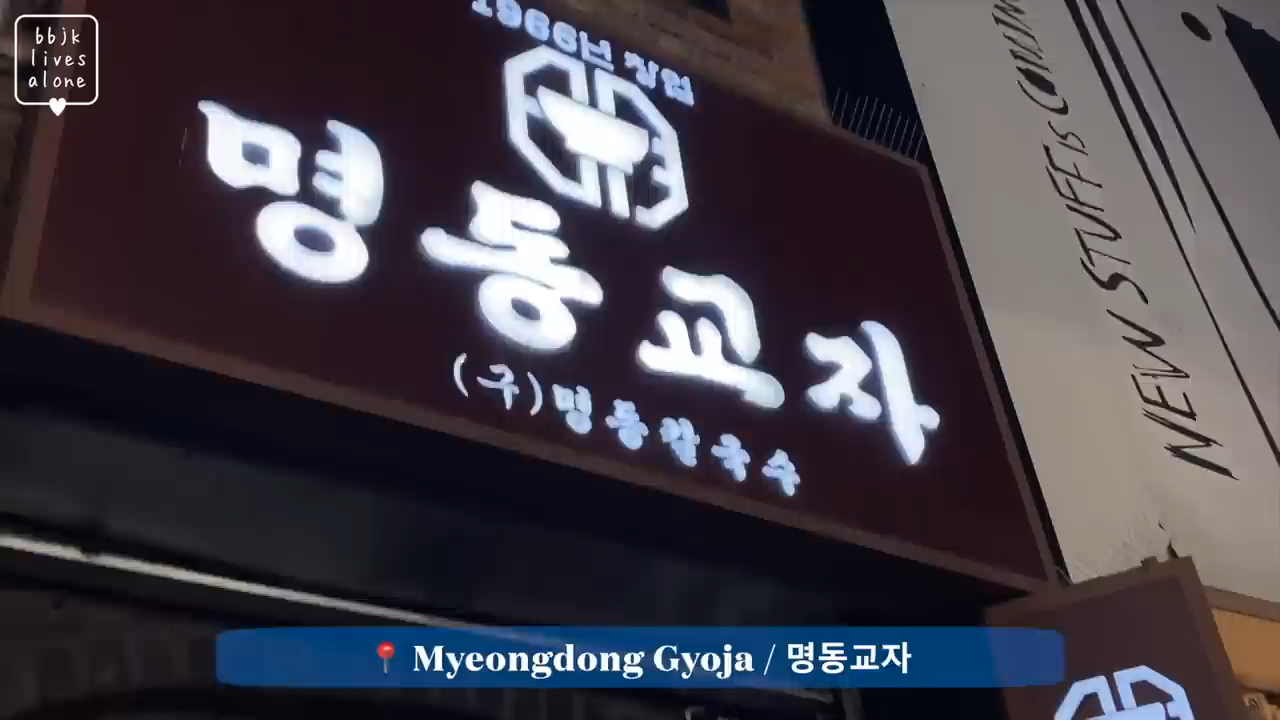 bbjk
lives
alone
1966년 창업
명동교자
(구)명동칼국수
NEW STUFF IS COMIN
📍 Myeongdong Gyoja / 명동교자